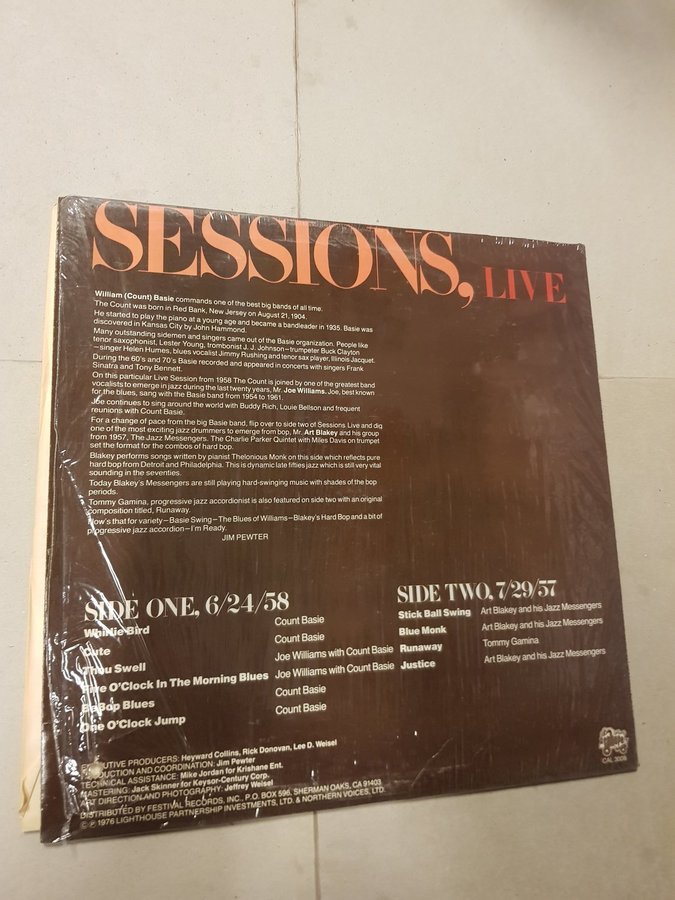 SESSIONS, LIVE
William (Count) Basie commands one of the best big bands of all time.
The Count was born in Red Bank, New Jersey on August 21, 1904.
He started to play the piano at a young age and became a bandleader in 1935. Basie was
discovered in Kansas City by John Hammond.
Many outstanding sidemen and singers came out of the Basie organization. People like
tenor saxophonist, Lester Young, trombonist J. J. Johnson–trumpeter Buck Clayton
–singer Helen Humes, blues vocalist Jimmy Rushing and tenor sax player, Illinois Jacquet.
During the 60's and 70's Basie recorded and appeared in concerts with singers Frank
Sinatra and Tony Bennett.
On this particular Live Session from 1958 The Count is joined by one of the greatest band
vocalists to emerge in jazz during the last twenty years, Mr. Joe Williams. Joe, best known
for the blues, sang with the Basie band from 1954 to 1961.
Joe continues to sing around the world with Buddy Rich, Louie Bellson and frequent
reunions with Count Basie.
For a change of pace from the big Basie band, flip over to side two of Sessions Live and dig
one of the most exciting jazz drummers to emerge from bop, Mr. Art Blakey and his group
from 1957, The Jazz Messengers. The Charlie Parker Quintet with Miles Davis on trumpet
set the format for the combos of hard bop.
Blakey performs songs written by pianist Thelonious Monk on this side which reflects pure
hard bop from Detroit and Philadelphia. This is dynamic late fifties jazz which is still very vital
sounding in the seventies.
Today Blakey's Messengers are still playing hard-swinging music with shades of the bop
periods.
Tommy Gamina, progressive jazz accordionist is also featured on side two with an original
composition titled, Runaway.
Now's that for variety–Basie Swing–The Blues of Williams–Blakey's Hard Bop and a bit of
progressive jazz accordion–I'm Ready.
JIM PEWTER
SIDE ONE, 6/24/58
Whirlie Bird Count Basie
Cute Count Basie
Thou Swell Joe Williams with Count Basie
Five O'Clock In The Morning Blues Joe Williams with Count Basie
BeBop Blues Count Basie
One O'Clock Jump Count Basie
SIDE TWO, 7/29/57
Stick Ball Swing Art Blakey and his Jazz Messengers
Blue Monk Art Blakey and his Jazz Messengers
Runaway Tommy Gamina
Justice Art Blakey and his Jazz Messengers
EXECUTIVE PRODUCERS: Heyward Collins, Rick Donovan, Lee D. Weisel
PRODUCTION AND COORDINATION: Jim Pewter
TECHNICAL ASSISTANCE: Mike Jordan for Krishane Ent.
MASTERING: Jack Skinner for Keysor-Century Corp.
ART DIRECTION AND PHOTOGRAPHY: Jeffrey Weisel
DISTRIBUTED BY FESTIVAL RECORDS, INC., P.O. BOX 596, SHERMAN OAKS, CA 91403
© ℗ 1976 LIGHTHOUSE PARTNERSHIP INVESTMENTS, LTD. & NORTHERN VOICES, LTD.
CAL 3008